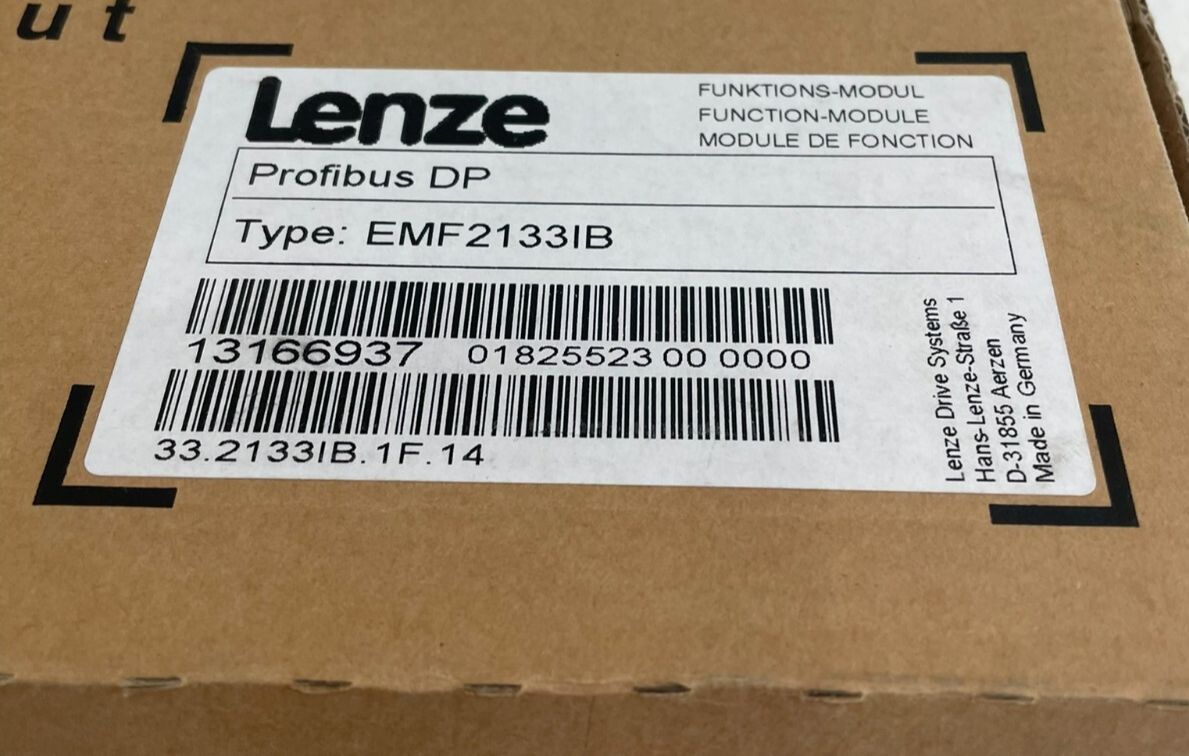 ut
Lenze
FUNKTIONS-MODUL
FUNCTION-MODULE
MODULE DE FONCTION
Profibus DP
Type: EMF2133IB
13166937 01825523 00 0000
33.2133IB.1F.14
Lenze Drive Systems
Hans-Lenze-Straße 1
D-31855 Aerzen
Made in Germany